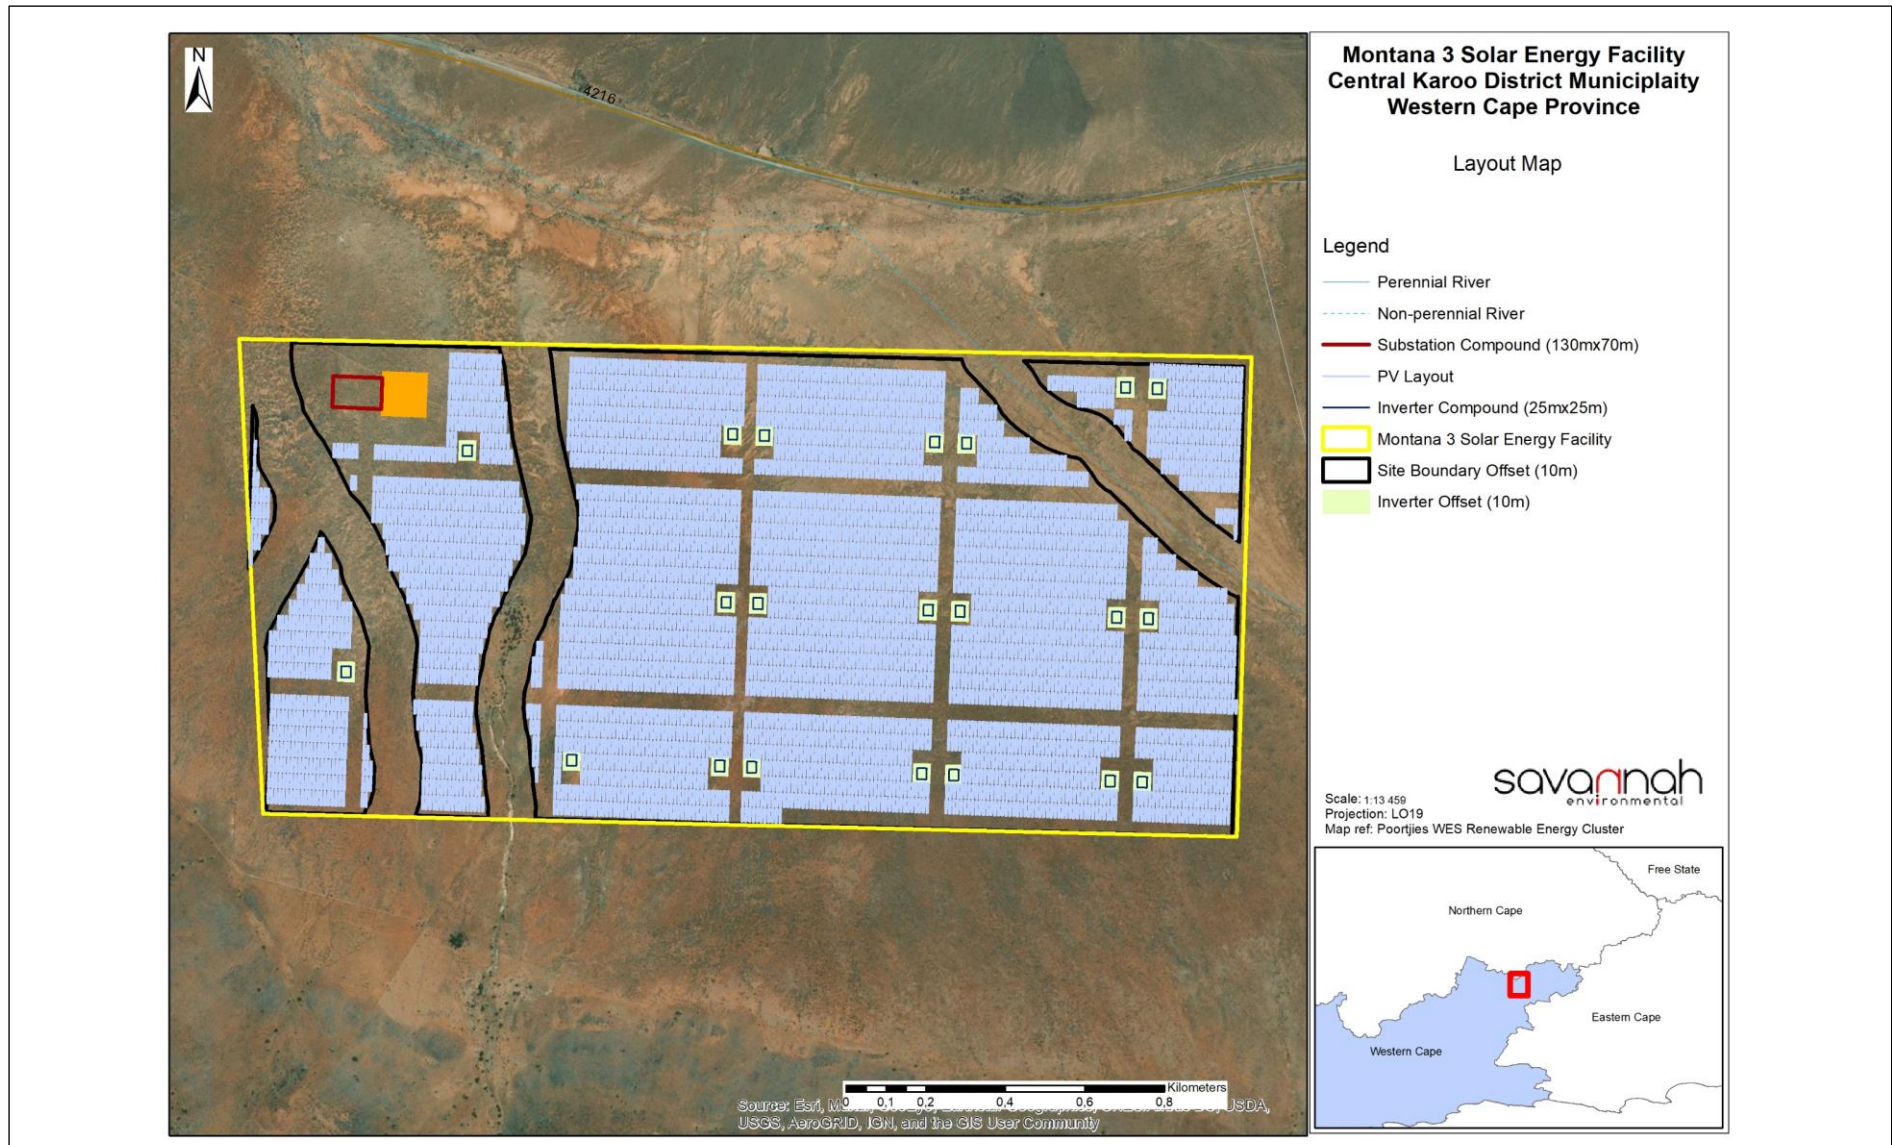 N
4216
Montana 3 Solar Energy Facility
Central Karoo District Municiplaity
Western Cape Province
Layout Map
Legend
Perennial River
Non-perennial River
Substation Compound (130mx70m)
PV Layout
Inverter Compound (25mx25m)
Montana 3 Solar Energy Facility
Site Boundary Offset (10m)
Inverter Offset (10m)
savannah
environmental
Scale: 1:13 459
Projection: LO19
Map ref: Poortjies WES Renewable Energy Cluster
Free State
Northern Cape
Eastern Cape
Western Cape
Kilometers
0 0,1 0,2 0,4 0,6 0,8
Source: Esri, USDA,
USGS, AeroGRID, IGN, and the GIS User Community